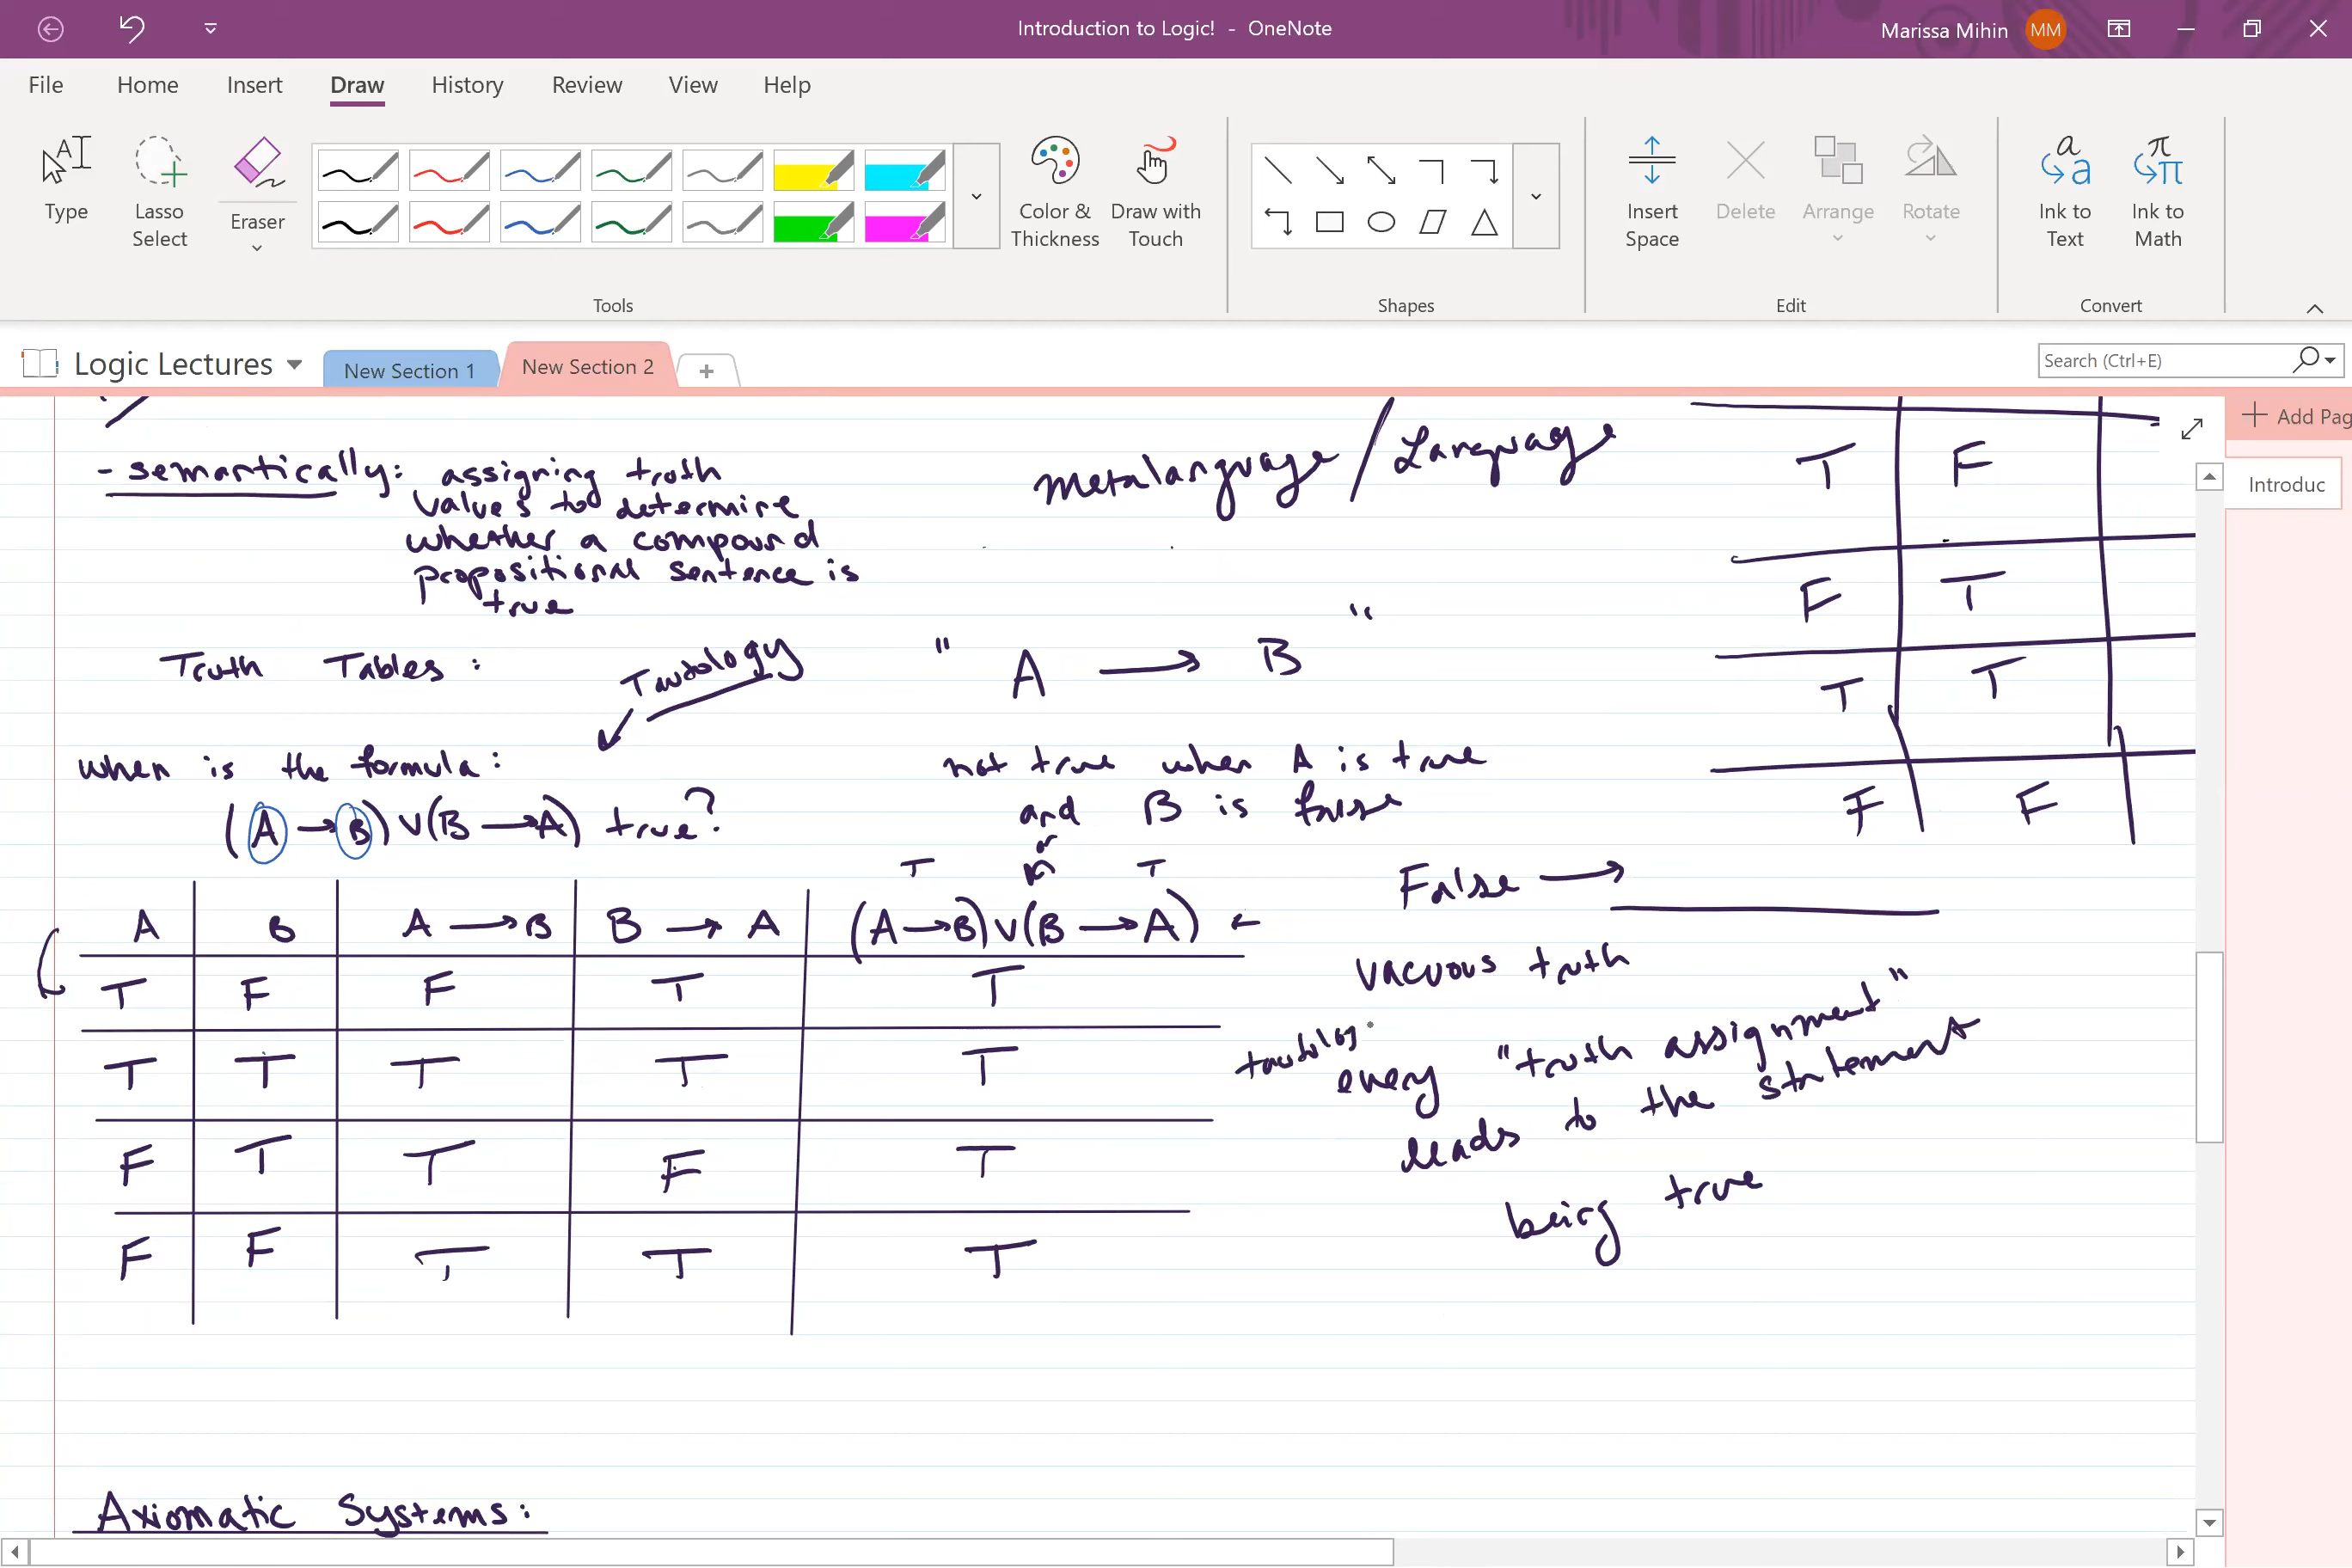 Introduction to Logic! - OneNote
Marissa Mihin MM
File Home Insert Draw History Review View Help
Type
Lasso Select
Eraser
Color & Thickness
Draw with Touch
Insert Space
Delete
Arrange
Rotate
Ink to Text
Ink to Math
Tools
Shapes
Edit
Convert
Logic Lectures
New Section 1
New Section 2
Search (Ctrl+E)
Add Pag
Introduc
- semantically: assigning truth
values to determine
whether a compound
propositional sentence is
true
Metalanguage / Language
T F
F T
T T
F F
Truth Tables:
Tautology
" A → B "
when is the formula:
(A → B) ∨ (B → A) true?
not true when A is true
and B is false
or
T T
False →
A B A → B B → A (A → B) ∨ (B → A) ←
T F F T T
T T T T T
F T T F T
F F T T T
vacuous truth
tautology
every "truth assignment"
leads to the statement
being true
Axiomatic Systems: